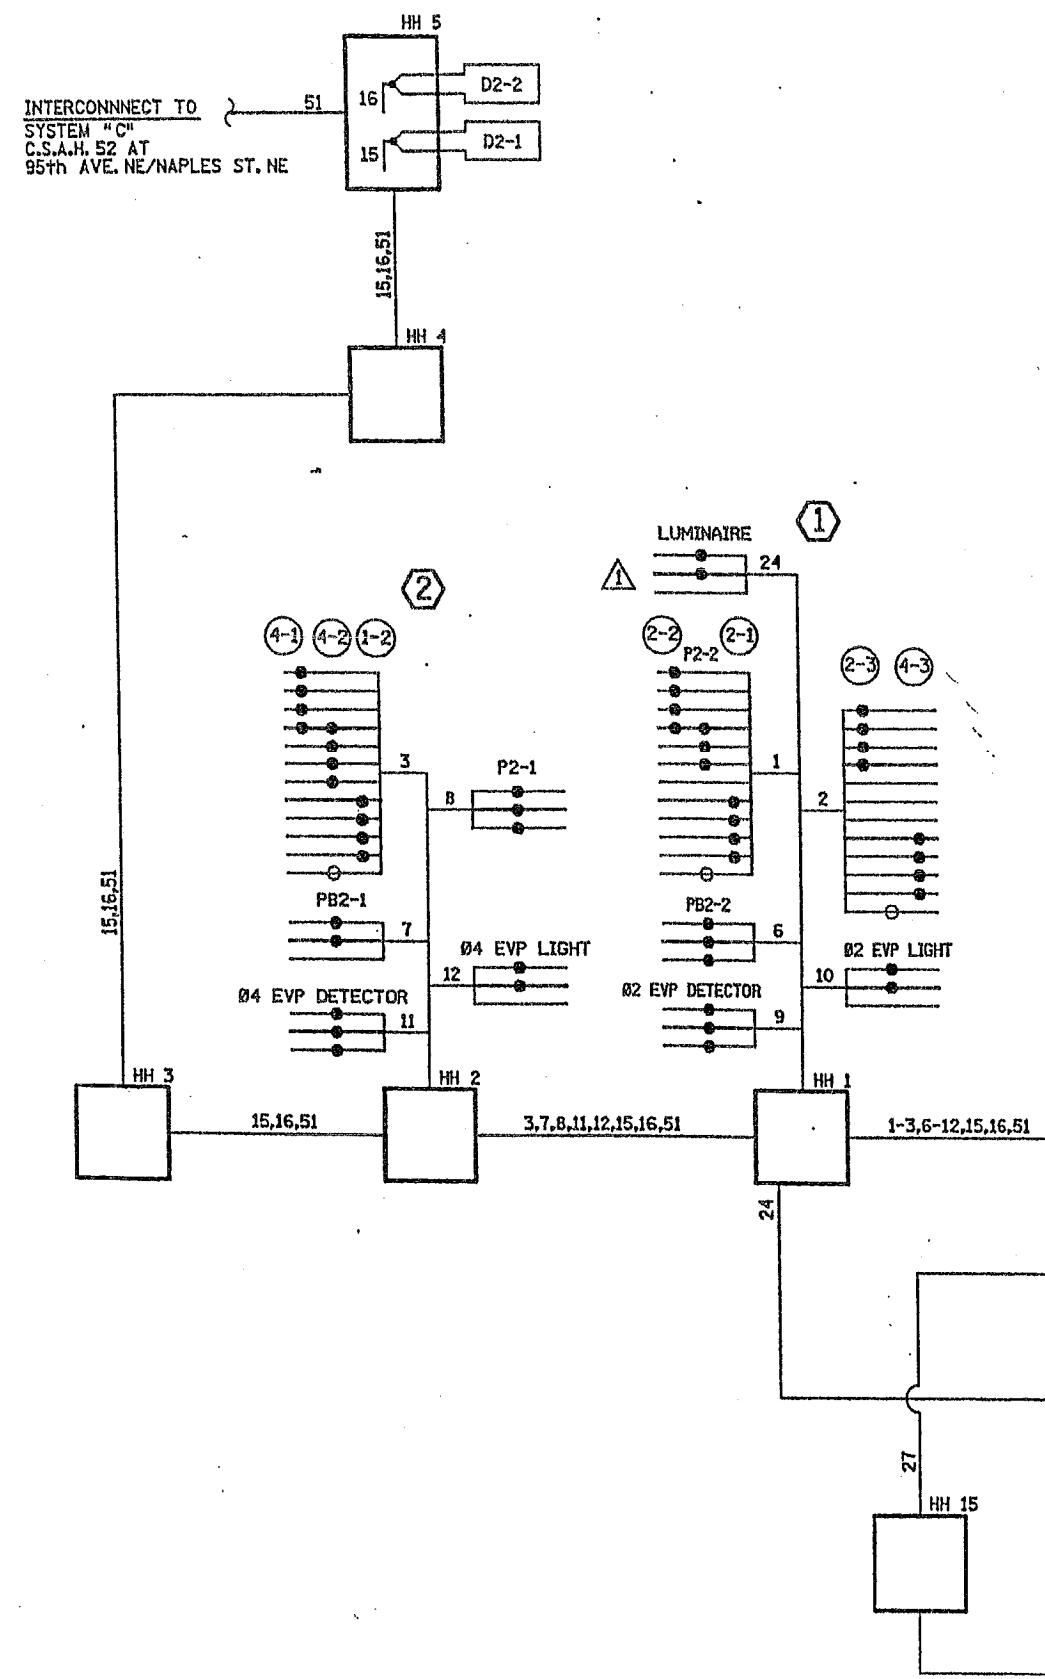 HH 5
INTERCONNNECT TO
SYSTEM "C"
C.S.A.H. 52 AT
95th AVE. NE/NAPLES ST. NE
51
16
D2-2
15
D2-1
15,16,51
HH 4
1
LUMINAIRE
24
1
2
4-1 4-2 1-2
2-2 2-1
P2-2
2-3 4-3
3
P2-1
8
1
2
PB2-1
7
PB2-2
6
Ø4 EVP LIGHT
12
Ø2 EVP LIGHT
10
Ø4 EVP DETECTOR
11
Ø2 EVP DETECTOR
9
15,16,51
HH 3
HH 2
HH 1
15,16,51
3,7,8,11,12,15,16,51
1-3,6-12,15,16,51
24
27
HH 15